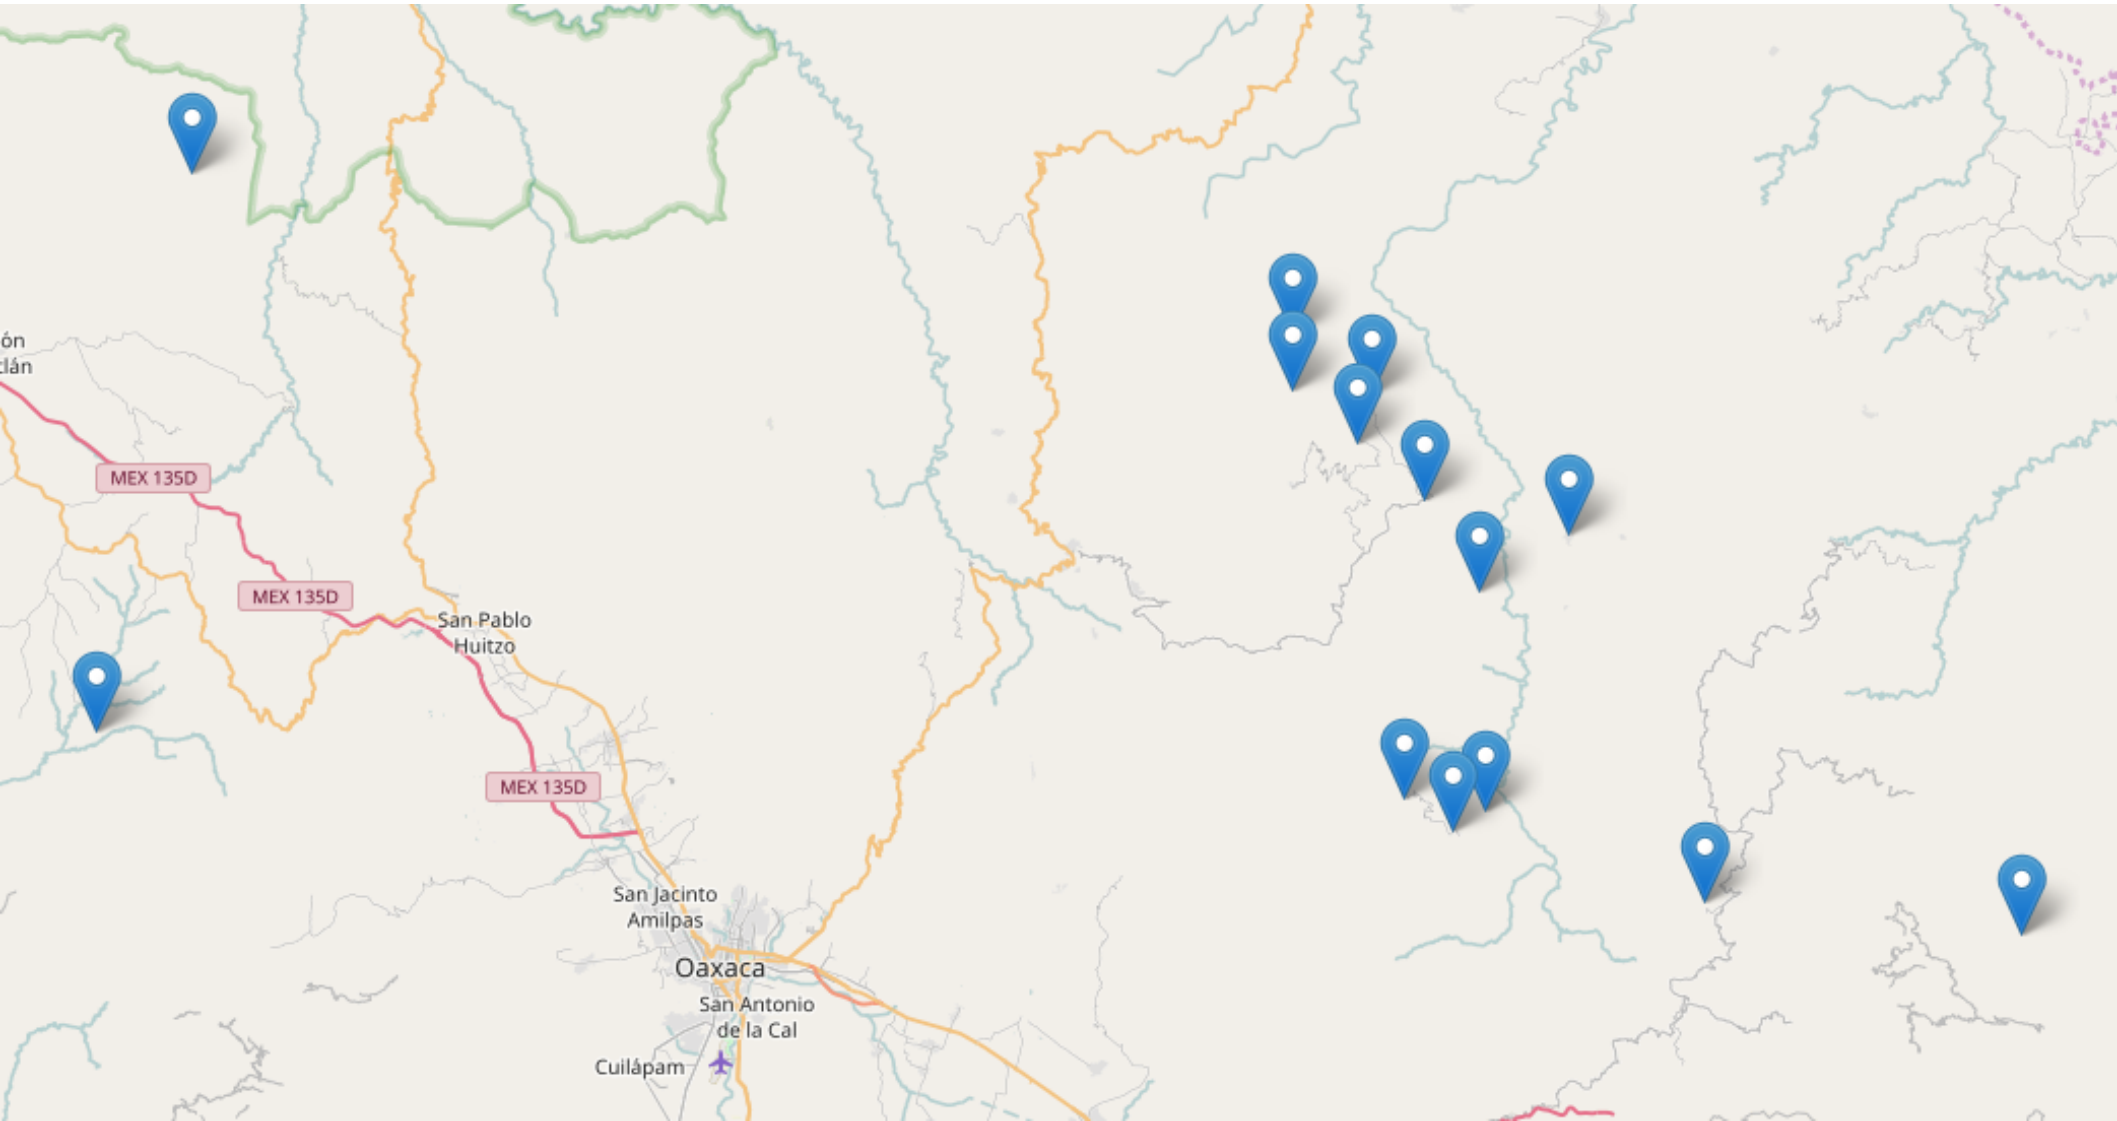 ón
tlán
MEX 135D
MEX 135D
San Pablo
Huitzo
MEX 135D
San Jacinto
Amilpas
Oaxaca
San Antonio
de la Cal
Cuilápam